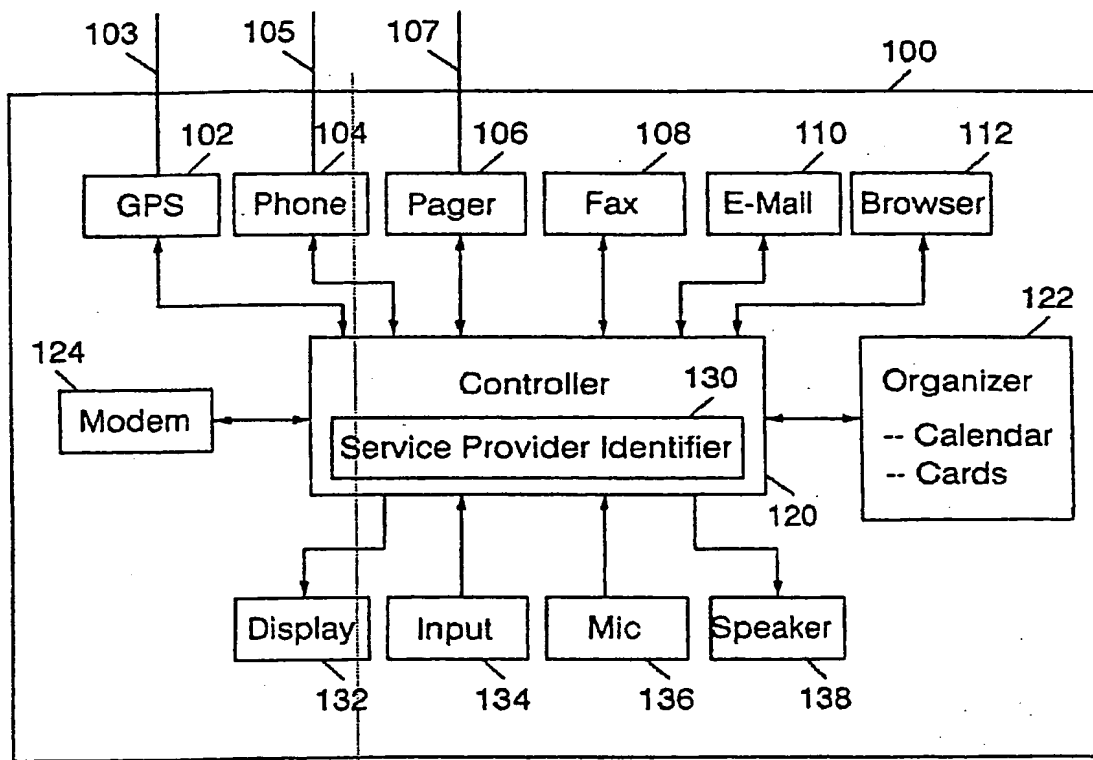 103 105 107 100
102 104 106 108 110 112
GPS Phone Pager Fax E-Mail Browser
122
124 Controller 130 Organizer
Modem Service Provider Identifier -- Calendar
-- Cards
120
Display Input Mic Speaker
132 134 136 138